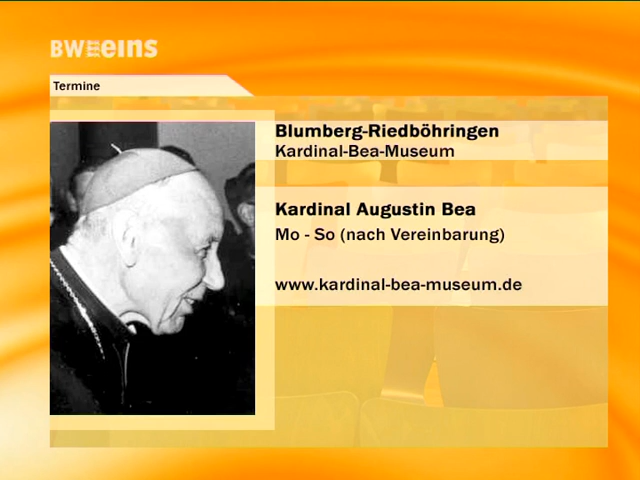 BW eins
Termine
Blumberg-Riedböhringen
Kardinal-Bea-Museum
Kardinal Augustin Bea
Mo - So (nach Vereinbarung)
www.kardinal-bea-museum.de